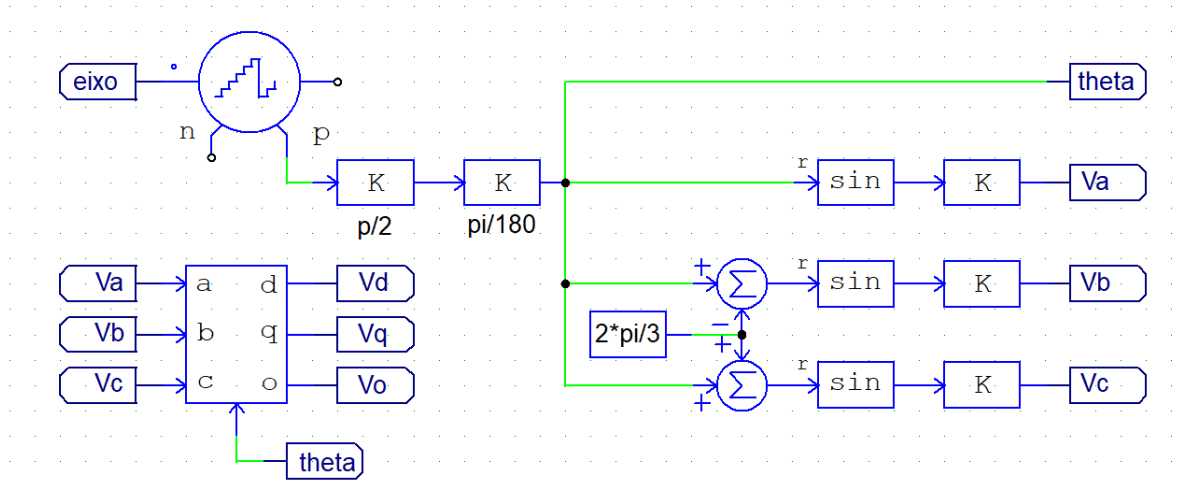 eixo
°
n
p
K
p/2
K
pi/180
theta
r
sin
K
Va
+
r
sin
K
Vb
Σ
2*pi/3
−
+
Σ
+
r
sin
K
Vc
Va
a
d
Vd
Vb
b
q
Vq
Vc
c
o
Vo
theta